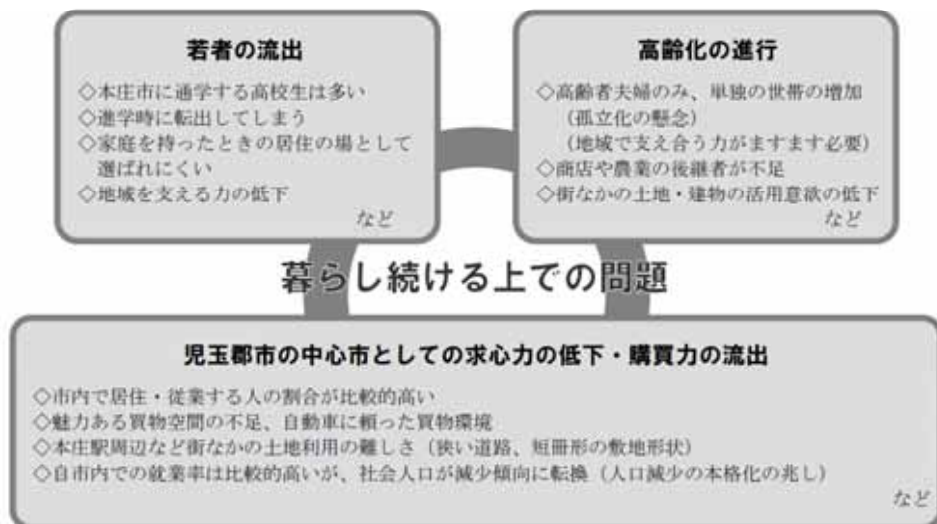 若者の流出
◇本庄市に通学する高校生は多い
◇進学時に転出してしまう
◇家庭を持ったときの居住の場として
選ばれにくい
◇地域を支える力の低下
など
高齢化の進行
◇高齢者夫婦のみ、単独の世帯の増加
（孤立化の懸念）
（地域で支え合う力がますます必要）
◇商店や農業の後継者が不足
◇街なかの土地・建物の活用意欲の低下
など
暮らし続ける上での問題
児玉郡市の中心市としての求心力の低下・購買力の流出
◇市内で居住・従業する人の割合が比較的高い
◇魅力ある買物空間の不足、自動車に頼った買物環境
◇本庄駅周辺など街なかの土地利用の難しさ（狭い道路、短冊形の敷地形状）
◇自市内での就業率は比較的高いが、社会人口が減少傾向に転換（人口減少の本格化の兆し）
など